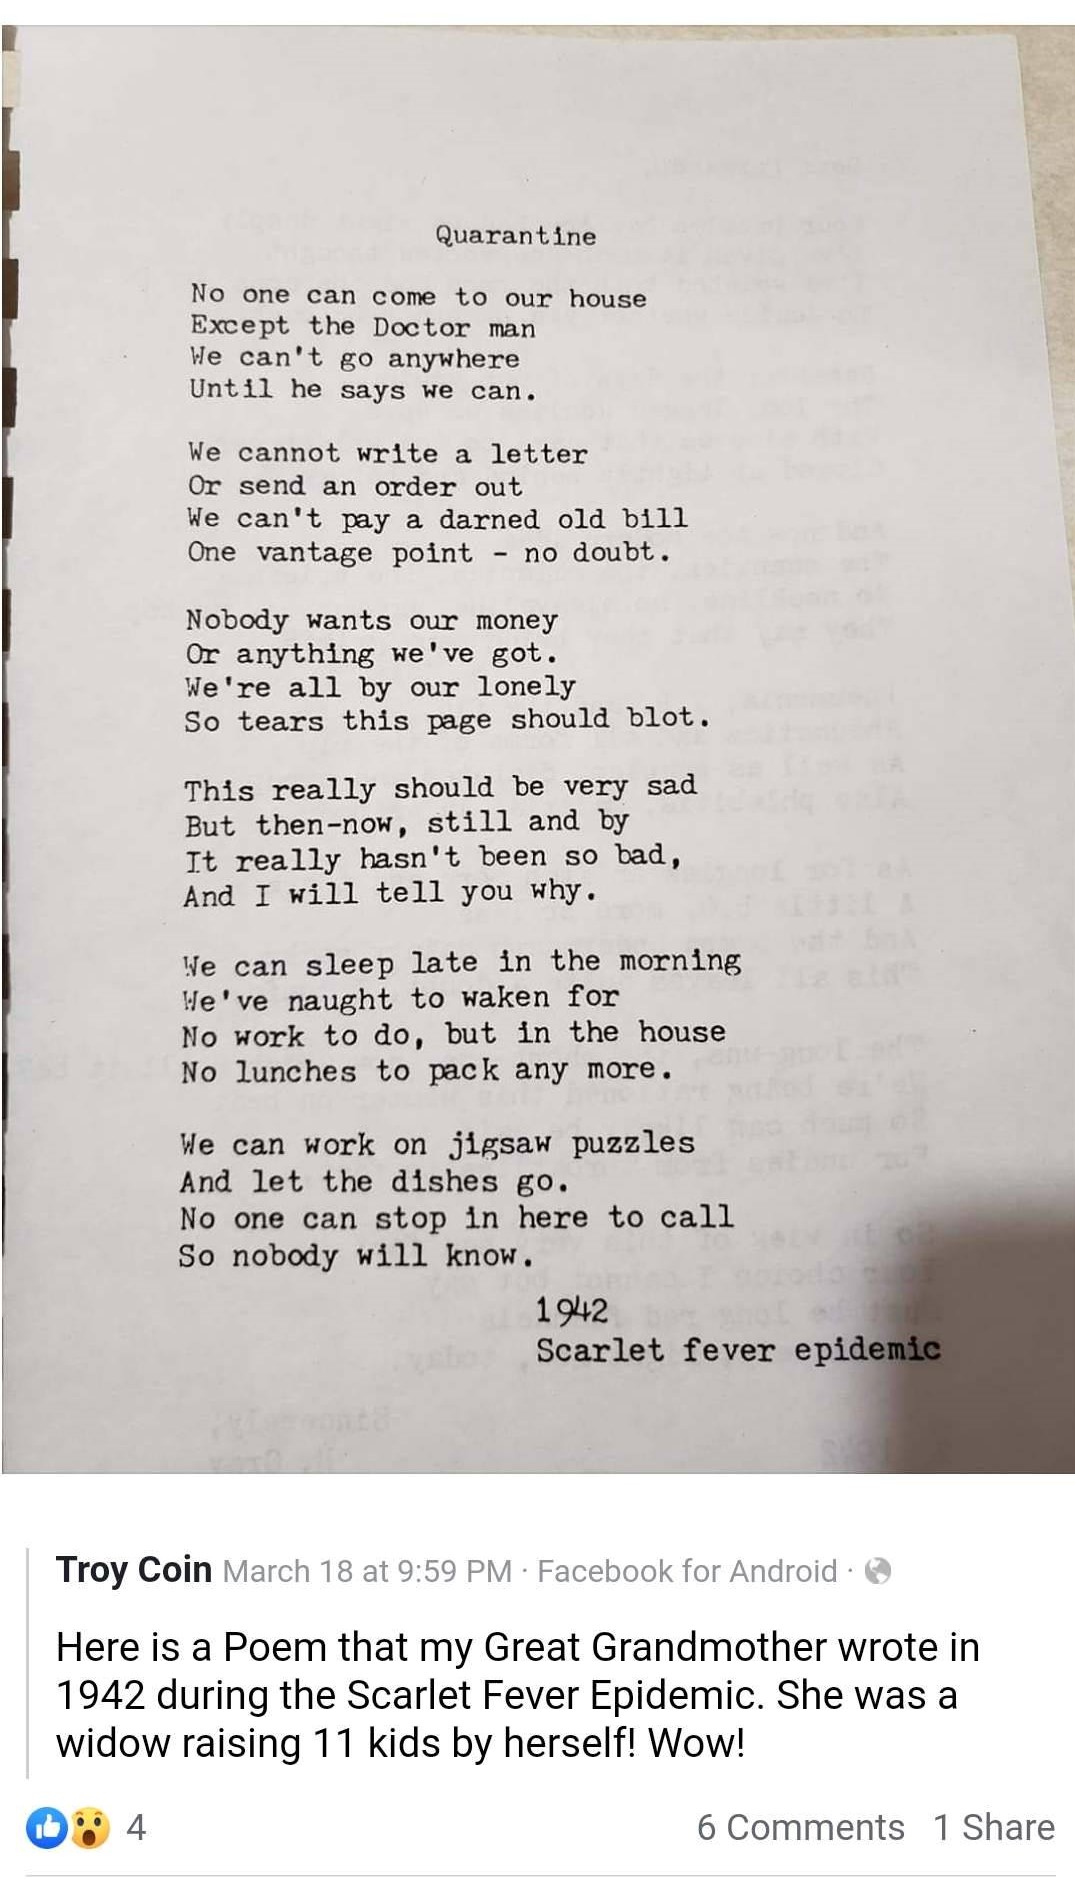 Quarantine
No one can come to our house
Except the Doctor man
We can't go anywhere
Until he says we can.
We cannot write a letter
Or send an order out
We can't pay a darned old bill
One vantage point - no doubt.
Nobody wants our money
Or anything we've got.
We're all by our lonely
So tears this page should blot.
This really should be very sad
But then-now, still and by
It really hasn't been so bad,
And I will tell you why.
We can sleep late in the morning
We've naught to waken for
No work to do, but in the house
No lunches to pack any more.
We can work on jigsaw puzzles
And let the dishes go.
No one can stop in here to call
So nobody will know.
1942
Scarlet fever epidemic
Troy Coin March 18 at 9:59 PM · Facebook for Android ·
Here is a Poem that my Great Grandmother wrote in
1942 during the Scarlet Fever Epidemic. She was a
widow raising 11 kids by herself! Wow!
4 6 Comments 1 Share